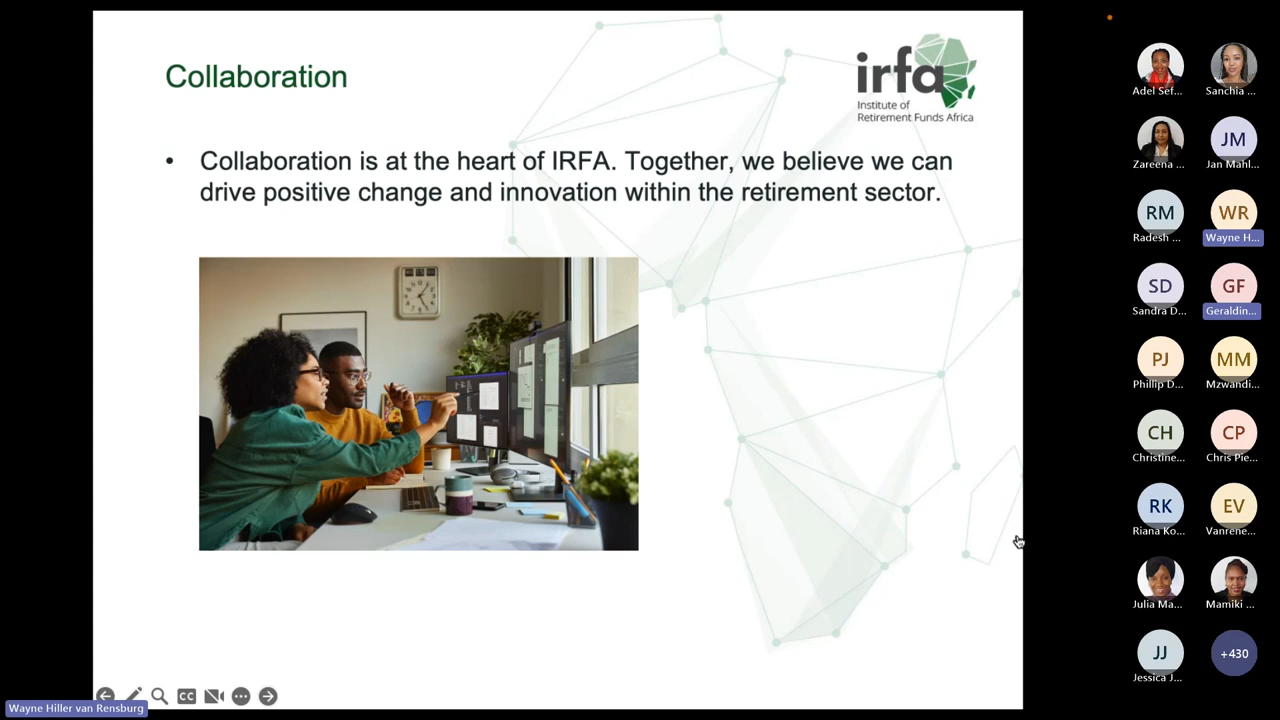 Collaboration
irfa
Institute of
Retirement Funds Africa
• Collaboration is at the heart of IRFA. Together, we believe we can
drive positive change and innovation within the retirement sector.
CC
Wayne Hiller van Rensburg
Adel Sef...
Sanchia ...
Zareena ...
JM
Jan Mahl...
RM
Radesh ...
WR
Wayne H...
SD
Sandra D...
GF
Geraldin...
PJ
Phillip D...
MM
Mzwandi...
CH
Christine...
CP
Chris Pie...
RK
Riana Ko...
EV
Vanrene...
Julia Ma...
Mamiki ...
JJ
Jessica J...
+430